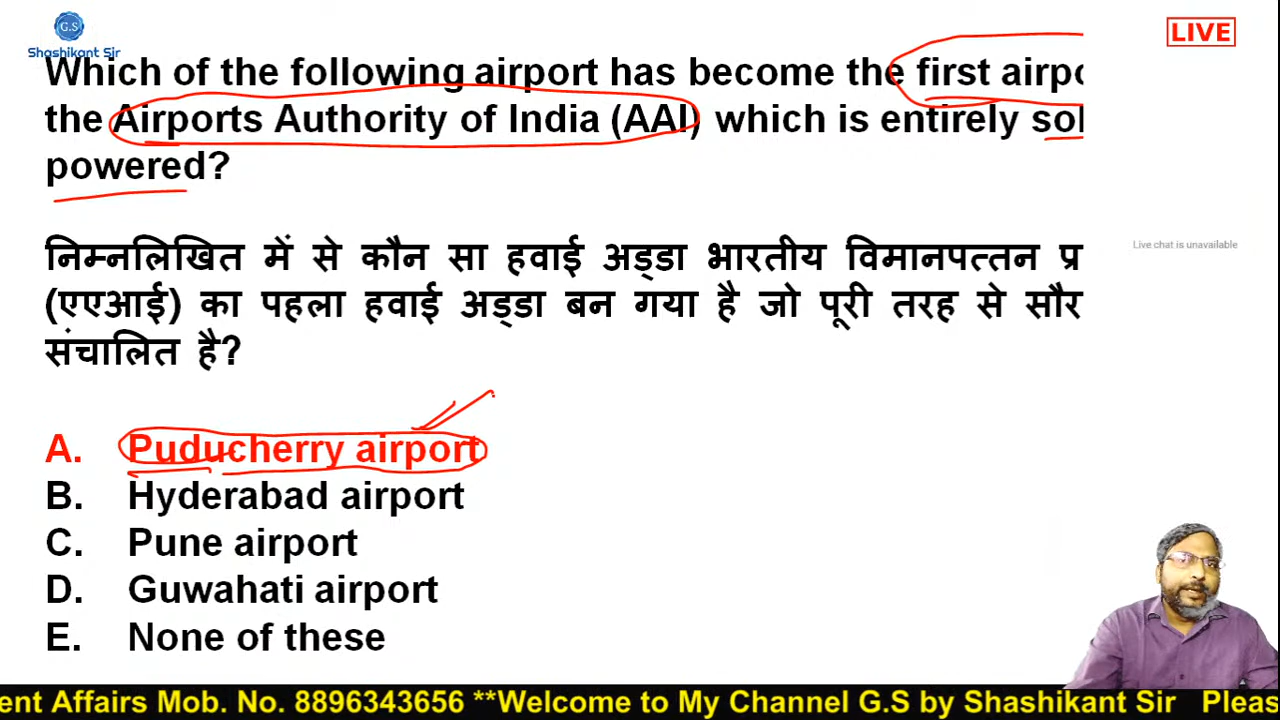 G.S
Shashikant Sir
LIVE
Which of the following airport has become the first airpo
the Airports Authority of India (AAI) which is entirely sol
powered?
Live chat is unavailable
निम्नलिखित में से कौन सा हवाई अड्डा भारतीय विमानपत्तन प्र
(एएआई) का पहला हवाई अड्डा बन गया है जो पूरी तरह से सौर
संचालित है?
A. Puducherry airport
B. Hyderabad airport
C. Pune airport
D. Guwahati airport
E. None of these
ent Affairs Mob. No. 8896343656 **Welcome to My Channel G.S by Shashikant Sir Pleas